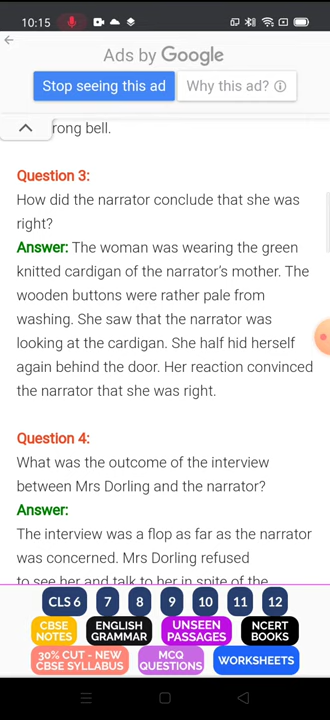 10:15
Ads by Google
Stop seeing this ad
Why this ad?
rong bell.
Question 3:
How did the narrator conclude that she was
right?
Answer: The woman was wearing the green
knitted cardigan of the narrator's mother. The
wooden buttons were rather pale from
washing. She saw that the narrator was
looking at the cardigan. She half hid herself
again behind the door. Her reaction convinced
the narrator that she was right.
Question 4:
What was the outcome of the interview
between Mrs Dorling and the narrator?
Answer:
The interview was a flop as far as the narrator
was concerned. Mrs Dorling refused
to see her and talk to her in spite of the
CLS 6 7 8 9 10 11 12
CBSE NOTES
ENGLISH GRAMMAR
UNSEEN PASSAGES
NCERT BOOKS
30% CUT - NEW CBSE SYLLABUS
MCQ QUESTIONS
WORKSHEETS